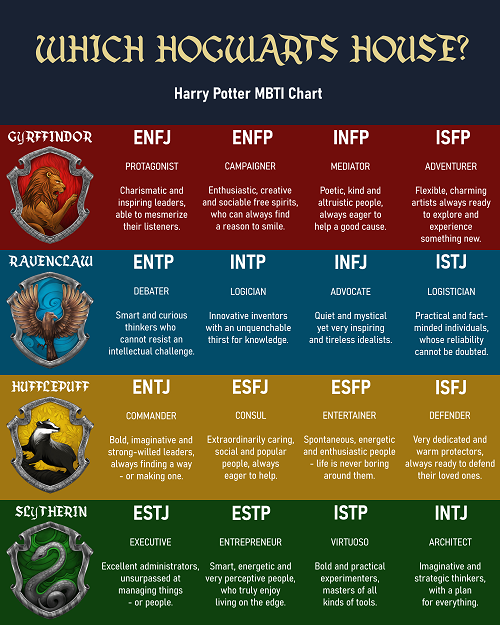 WHICH HOGWARTS HOUSE?
Harry Potter MBTI Chart
GYRFFINDOR
ENFJ
PROTAGONIST
Charismatic and
inspiring leaders,
able to mesmerize
their listeners.
ENFP
CAMPAIGNER
Enthusiastic, creative
and sociable free spirits,
who can always find
a reason to smile.
INFP
MEDIATOR
Poetic, kind and
altruistic people,
always eager to
help a good cause.
ISFP
ADVENTURER
Flexible, charming
artists always ready
to explore and
experience
something new.
RAVENCLAW
ENTP
DEBATER
Smart and curious
thinkers who
cannot resist an
intellectual challenge.
INTP
LOGICIAN
Innovative inventors
with an unquenchable
thirst for knowledge.
INFJ
ADVOCATE
Quiet and mystical
yet very inspiring
and tireless idealists.
ISTJ
LOGISTICIAN
Practical and fact-
minded individuals,
whose reliability
cannot be doubted.
HUFFLEPUFF
ENTJ
COMMANDER
Bold, imaginative and
strong-willed leaders,
always finding a way
- or making one.
ESFJ
CONSUL
Extraordinarily caring,
social and popular
people, always
eager to help.
ESFP
ENTERTAINER
Spontaneous, energetic
and enthusiastic people
- life is never boring
around them.
ISFJ
DEFENDER
Very dedicated and
warm protectors,
always ready to defend
their loved ones.
SLYTHERIN
ESTJ
EXECUTIVE
Excellent administrators,
unsurpassed at
managing things
- or people.
ESTP
ENTREPRENEUR
Smart, energetic and
very perceptive people,
who truly enjoy
living on the edge.
ISTP
VIRTUOSO
Bold and practical
experimenters,
masters of all
kinds of tools.
INTJ
ARCHITECT
Imaginative and
strategic thinkers,
with a plan
for everything.